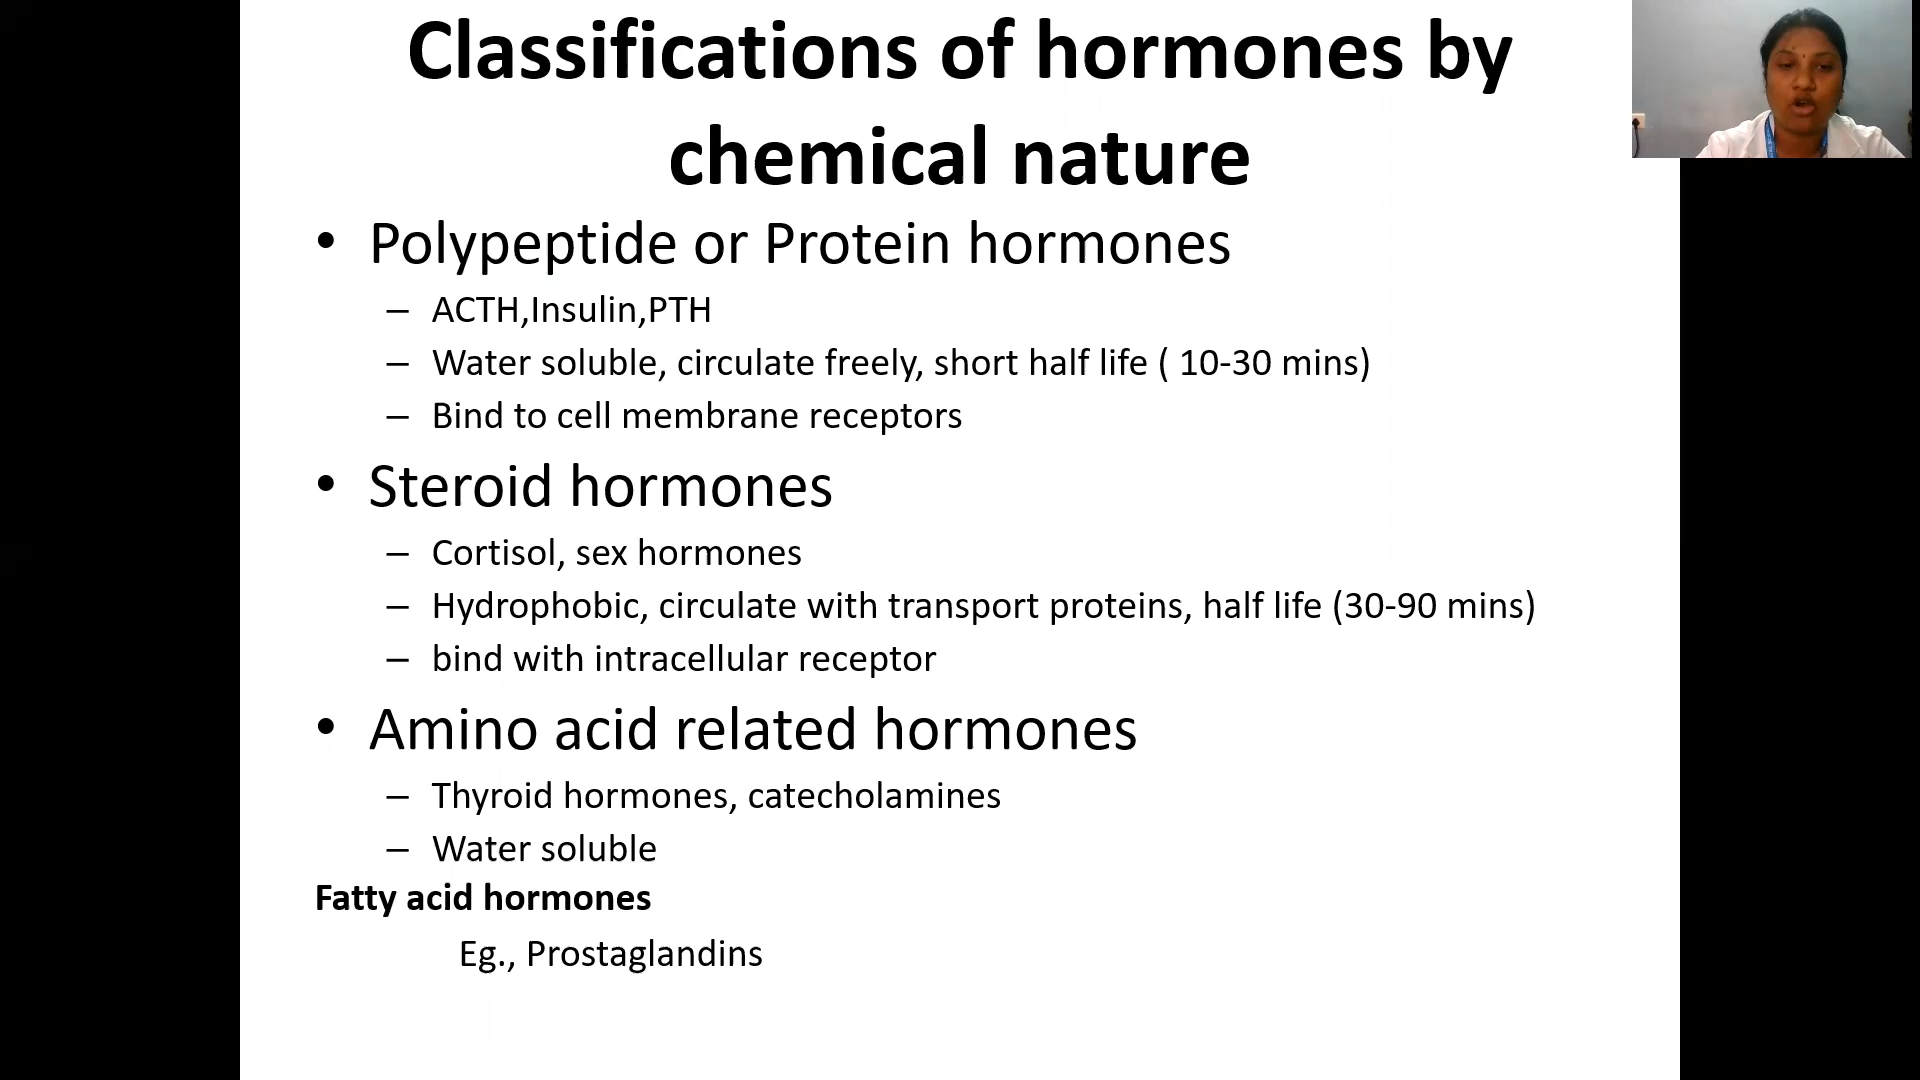 Classifications of hormones by
chemical nature
• Polypeptide or Protein hormones
– ACTH,Insulin,PTH
– Water soluble, circulate freely, short half life ( 10-30 mins)
– Bind to cell membrane receptors
• Steroid hormones
– Cortisol, sex hormones
– Hydrophobic, circulate with transport proteins, half life (30-90 mins)
– bind with intracellular receptor
• Amino acid related hormones
– Thyroid hormones, catecholamines
– Water soluble
Fatty acid hormones
Eg., Prostaglandins